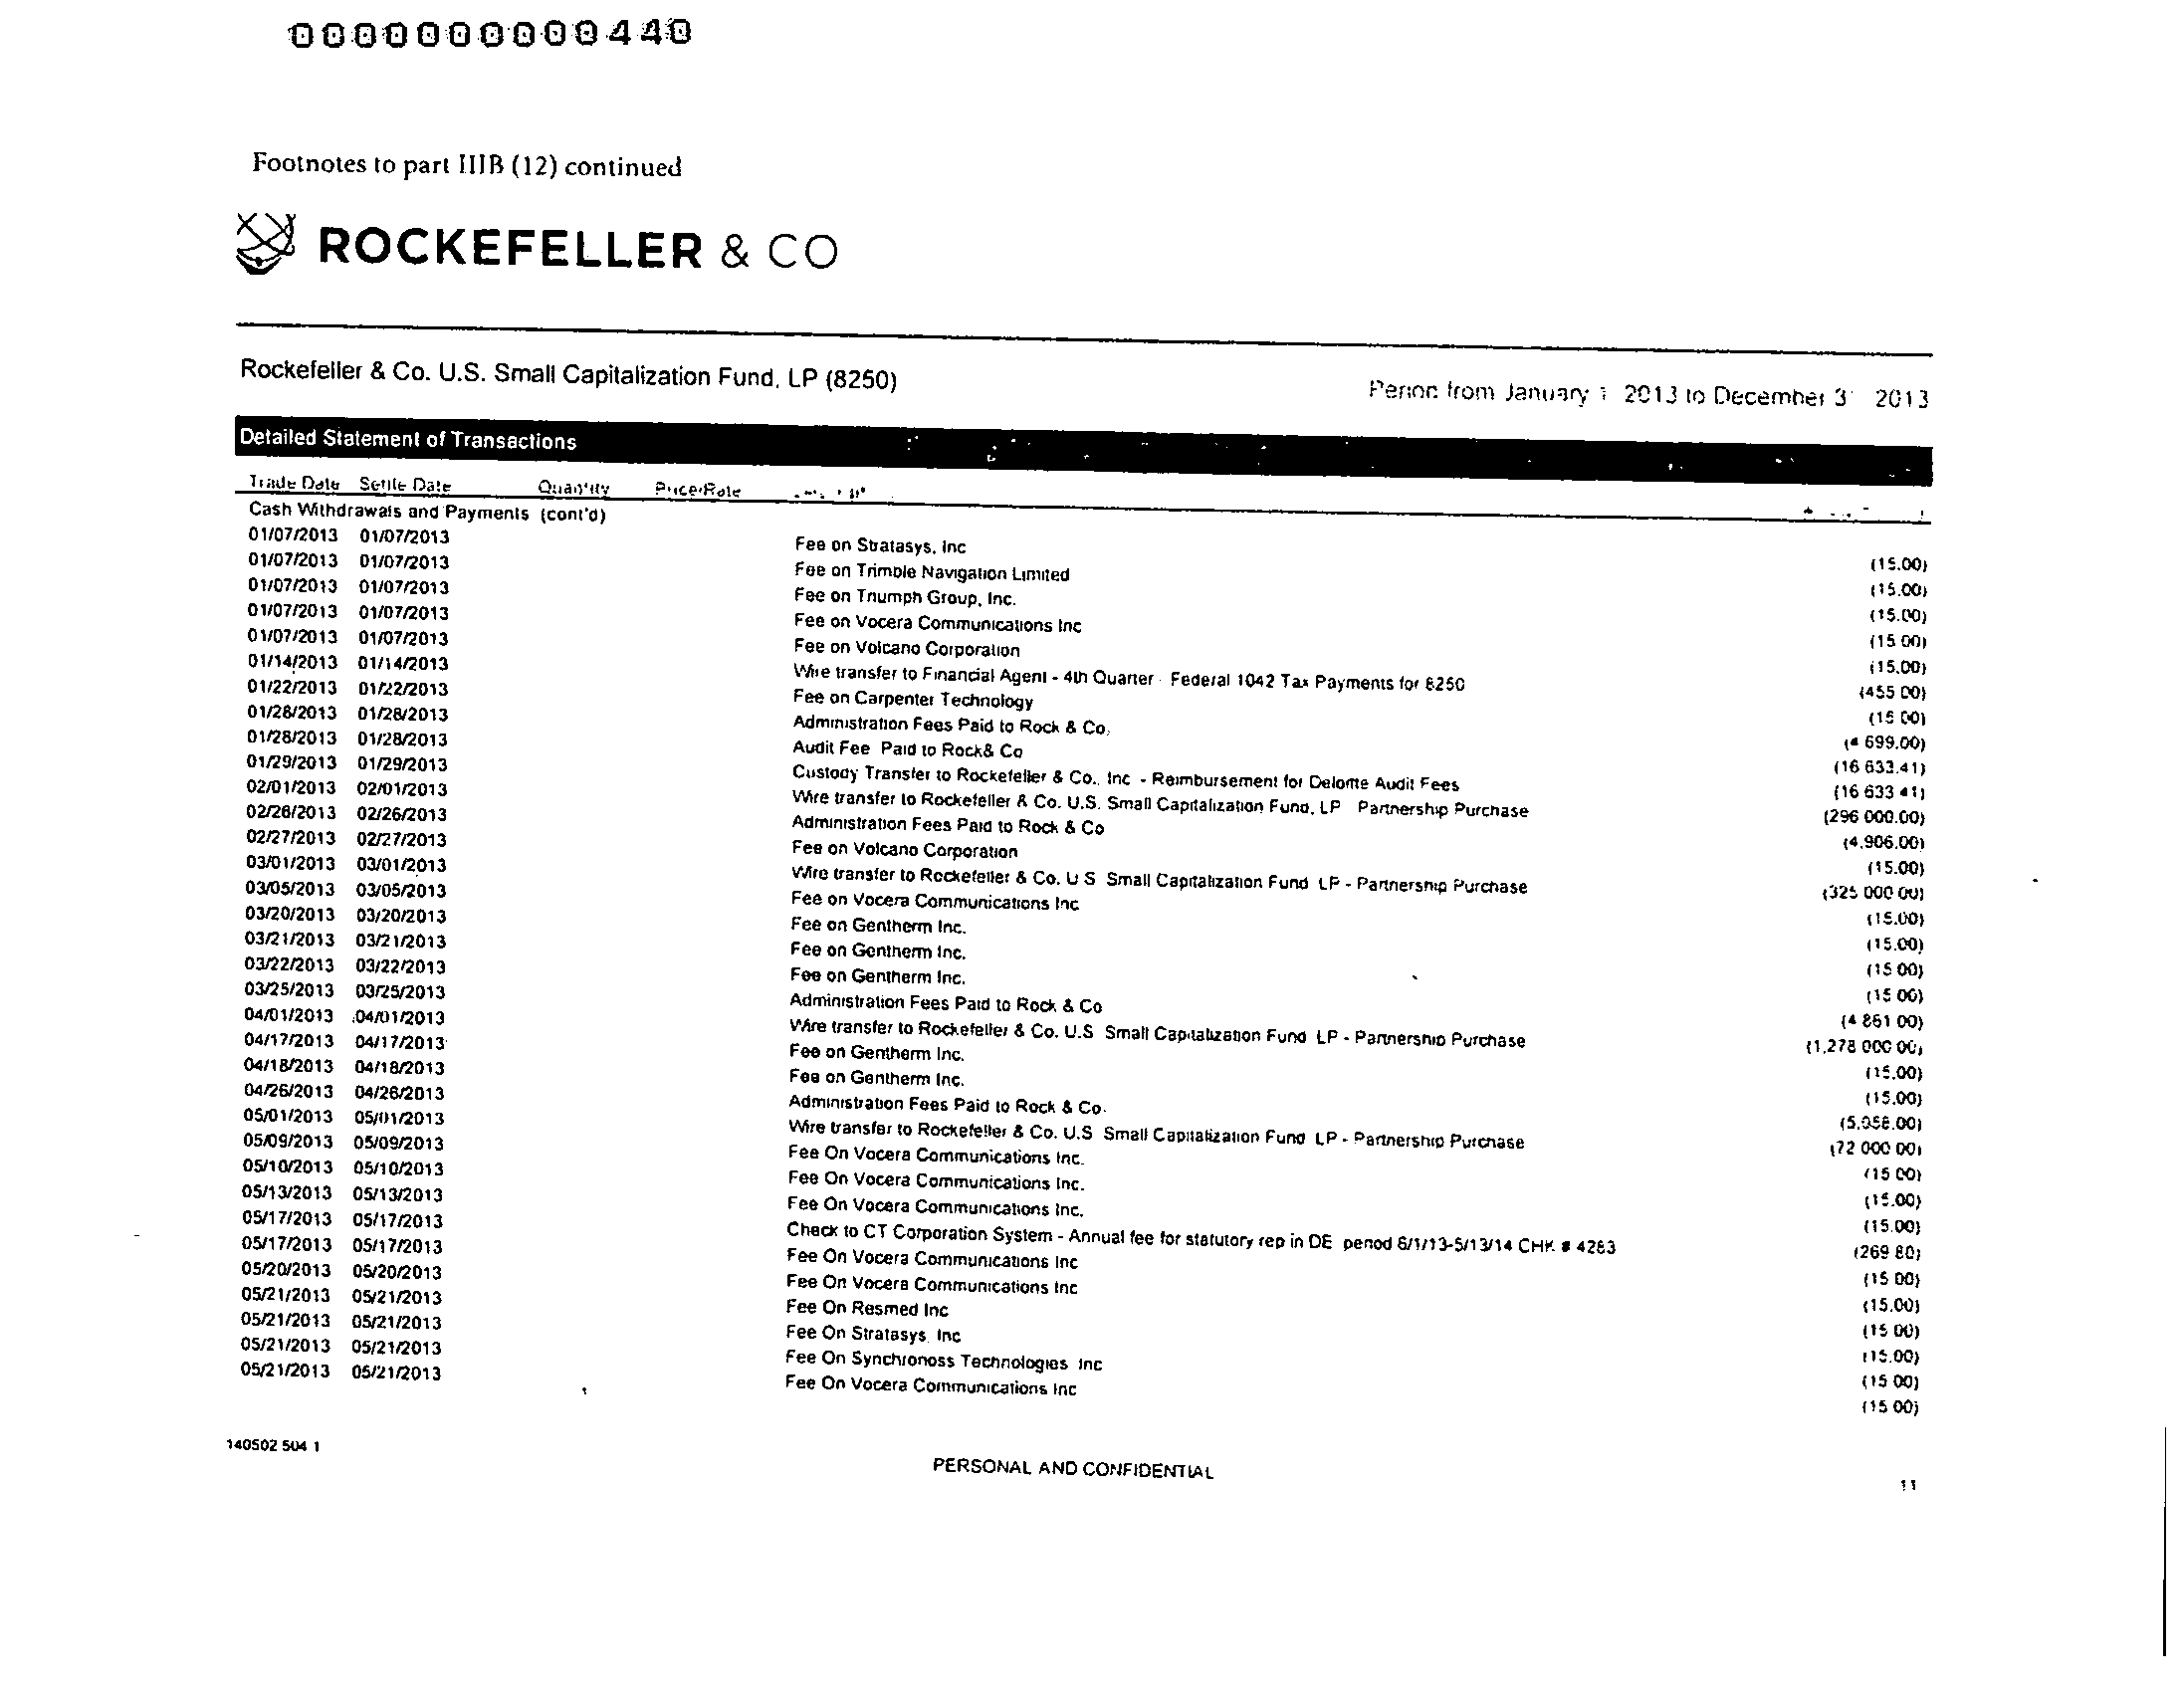 0000000000440
Footnotes to part IIIB (12) continued
ROCKEFELLER & CO
Rockefeller & Co. U.S. Small Capitalization Fund, LP (8250)
Period from January 1 2013 to December 3 2013
Detailed Statement of Transactions
Trade Date Settle Date Quantity Price/Rate
Cash Withdrawals and Payments (cont'd)
01/07/2013 01/07/2013 Fee on Stratasys, Inc (15.00)
01/07/2013 01/07/2013 Fee on Trimble Navigation Limited (15.00)
01/07/2013 01/07/2013 Fee on Triumph Group, Inc. (15.00)
01/07/2013 01/07/2013 Fee on Vocera Communications Inc (15 00)
01/07/2013 01/07/2013 Fee on Volcano Corporation (15.00)
01/14/2013 01/14/2013 Wire transfer to Financial Agent - 4th Quarter Federal 1042 Tax Payments for 8250 (455 00)
01/22/2013 01/22/2013 Fee on Carpenter Technology (15 00)
01/28/2013 01/28/2013 Administration Fees Paid to Rock & Co, (4 699.00)
01/28/2013 01/28/2013 Audit Fee Paid to Rock& Co (16 633.41)
01/29/2013 01/29/2013 Custody Transfer to Rockefeller & Co., Inc - Reimbursement for Deloitte Audit Fees (16 633 41)
02/01/2013 02/01/2013 Wire transfer to Rockefeller & Co. U.S. Small Capitalization Fund, LP Partnership Purchase (296 000.00)
02/26/2013 02/26/2013 Administration Fees Paid to Rock & Co (4,906.00)
02/27/2013 02/27/2013 Fee on Volcano Corporation (15.00)
03/01/2013 03/01/2013 Wire transfer to Rockefeller & Co. U S Small Capitalization Fund LP - Partnership Purchase (325 000 00)
03/05/2013 03/05/2013 Fee on Vocera Communications Inc (15.00)
03/20/2013 03/20/2013 Fee on Gentherm Inc. (15.00)
03/21/2013 03/21/2013 Fee on Gentherm Inc. (15 00)
03/22/2013 03/22/2013 Fee on Gentherm Inc. (15 00)
03/25/2013 03/25/2013 Administration Fees Paid to Rock & Co (4 861 00)
04/01/2013 04/01/2013 Wire transfer to Rockefeller & Co. U.S Small Capitalization Fund LP - Partnership Purchase (1,278 000 00)
04/17/2013 04/17/2013 Fee on Gentherm Inc. (15.00)
04/18/2013 04/18/2013 Fee on Gentherm Inc. (15.00)
04/26/2013 04/26/2013 Administration Fees Paid to Rock & Co. (5,058.00)
05/01/2013 05/01/2013 Wire transfer to Rockefeller & Co. U.S Small Capitalization Fund LP - Partnership Purchase (72 000 00)
05/09/2013 05/09/2013 Fee On Vocera Communications Inc. (15 00)
05/10/2013 05/10/2013 Fee On Vocera Communications Inc. (15.00)
05/13/2013 05/13/2013 Fee On Vocera Communications Inc. (15.00)
05/17/2013 05/17/2013 Check to CT Corporation System - Annual fee for statutory rep in DE period 6/1/13-5/13/14 CHK # 4283 (269 80)
05/17/2013 05/17/2013 Fee On Vocera Communications Inc (15 00)
05/20/2013 05/20/2013 Fee On Vocera Communications Inc (15.00)
05/21/2013 05/21/2013 Fee On Resmed Inc (15 00)
05/21/2013 05/21/2013 Fee On Stratasys Inc (15.00)
05/21/2013 05/21/2013 Fee On Synchronoss Technologies Inc (15 00)
05/21/2013 05/21/2013 Fee On Vocera Communications Inc (15 00)
140502 504 1
PERSONAL AND CONFIDENTIAL
11